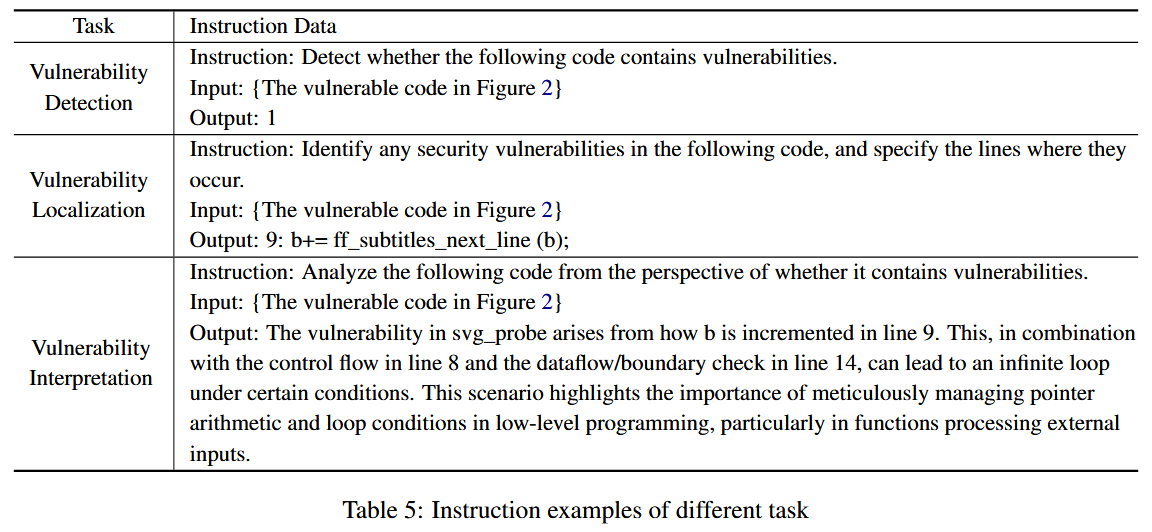 Task Instruction Data
Instruction: Detect whether the following code contains vulnerabilities.
Vulnerability
Input: {The vulnerable code in Figure 2}
Detection
Output: 1
Instruction: Identify any security vulnerabilities in the following code, and specify the lines where they
Vulnerability
occur.
Localization
Input: {The vulnerable code in Figure 2}
Output: 9: b+= ff_subtitles_next_line (b);
Instruction: Analyze the following code from the perspective of whether it contains vulnerabilities.
Input: {The vulnerable code in Figure 2}
Vulnerability
Interpretation
Output: The vulnerability in svg_probe arises from how b is incremented in line 9. This, in combination
with the control flow in line 8 and the dataflow/boundary check in line 14, can lead to an infinite loop
under certain conditions. This scenario highlights the importance of meticulously managing pointer
arithmetic and loop conditions in low-level programming, particularly in functions processing external
inputs.
Table 5: Instruction examples of different task